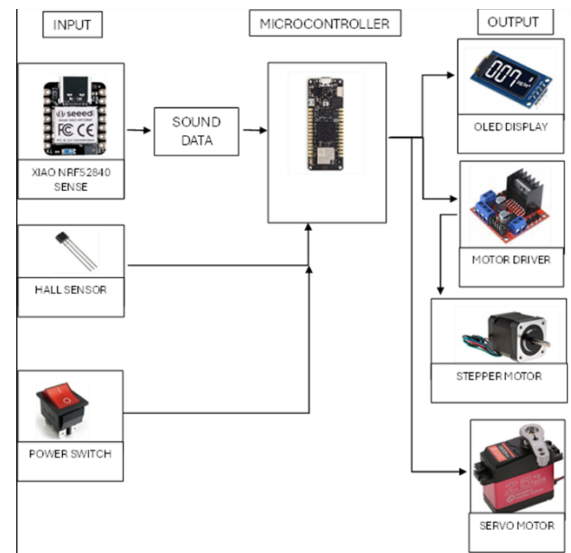 INPUT
MICROCONTROLLER
OUTPUT
seeed
FC CE
XIAO NRF52840
SENSE
SOUND
DATA
007
OLED DISPLAY
MOTOR DRIVER
HALL SENSOR
STEPPER MOTOR
POWER SWITCH
SERVO MOTOR